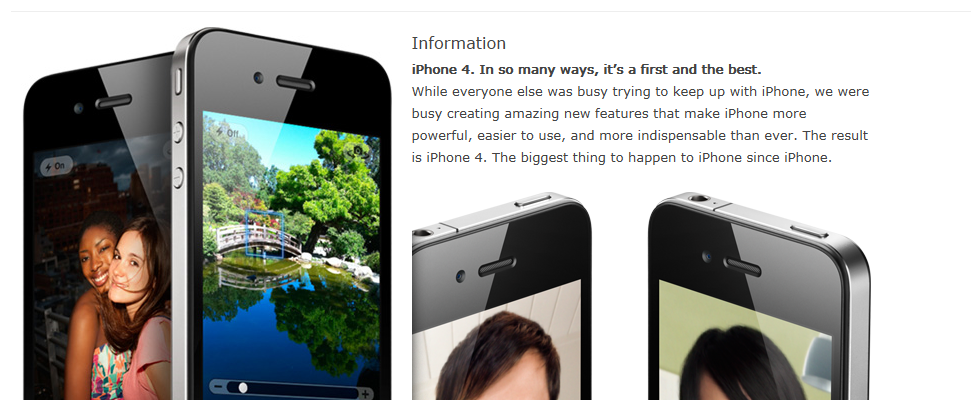 Information
iPhone 4. In so many ways, it’s a first and the best.
While everyone else was busy trying to keep up with iPhone, we were
busy creating amazing new features that make iPhone more
powerful, easier to use, and more indispensable than ever. The result
is iPhone 4. The biggest thing to happen to iPhone since iPhone.
On
Off